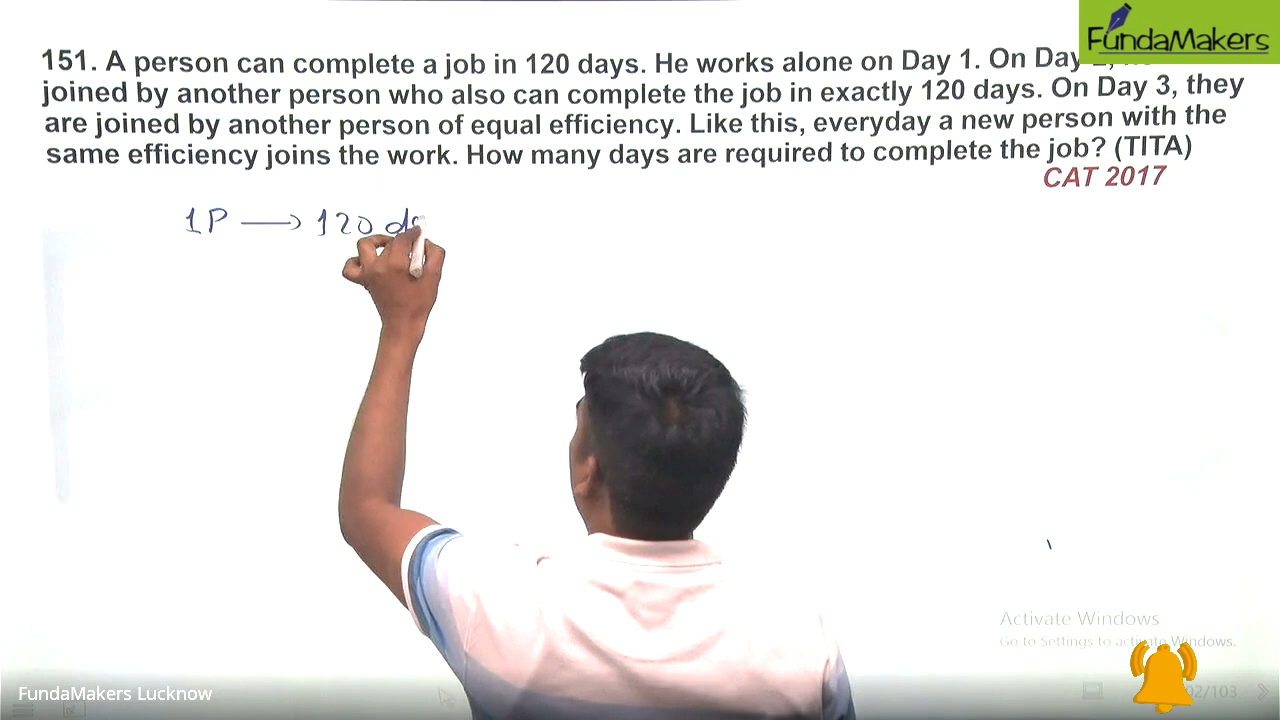 FundaMakers
151. A person can complete a job in 120 days. He works alone on Day 1. On Day
joined by another person who also can complete the job in exactly 120 days. On Day 3, they
are joined by another person of equal efficiency. Like this, everyday a new person with the
same efficiency joins the work. How many days are required to complete the job? (TITA)
CAT 2017
1P → 120 d
Activate Windows
Go to Settings to activate Windows.
FundaMakers Lucknow
02/103